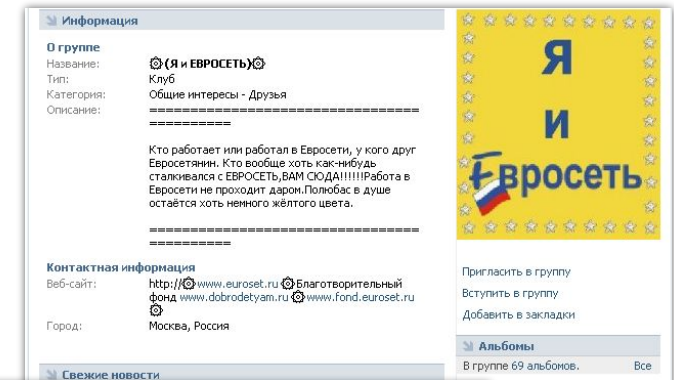 Информация
О группе
Название: ۞(Я и ЕВРОСЕТЬ)۞
Тип: Клуб
Категория: Общие интересы - Друзья
Описание: =================================
==========
Кто работает или работал в Евросети, у кого друг
Евросетянин. Кто вообще хоть как-нибудь
сталкивался с ЕВРОСЕТЬ,ВАМ СЮДА!!!!!!Работа в
Евросети не проходит даром.Полюбас в душе
остаётся хоть немного жёлтого цвета.
=================================
==========
Контактная информация
Веб-сайт: http://۞www.euroset.ru ۞Благотворительный
фонд www.dobrodetyam.ru ۞www.fond.euroset.ru
۞
Город: Москва, Россия
Свежие новости
Я
и
Евросеть
Пригласить в группу
Вступить в группу
Добавить в закладки
Альбомы
В группе 69 альбомов. Все